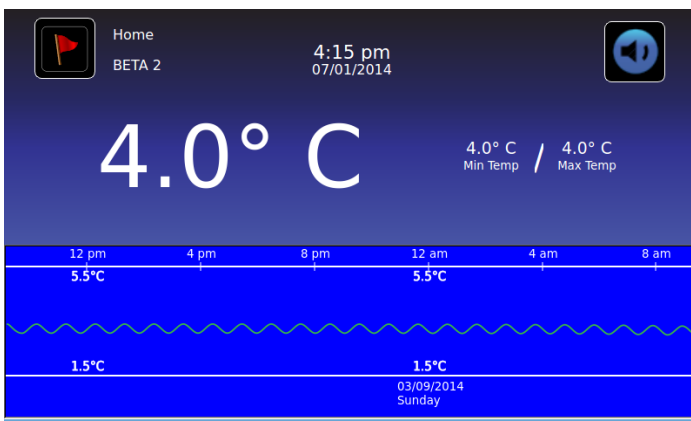 Home
BETA 2
4:15 pm
07/01/2014
4.0° C
4.0° C / 4.0° C
Min Temp Max Temp
12 pm 4 pm 8 pm 12 am 4 am 8 am
5.5°C 5.5°C
1.5°C 1.5°C
03/09/2014
Sunday